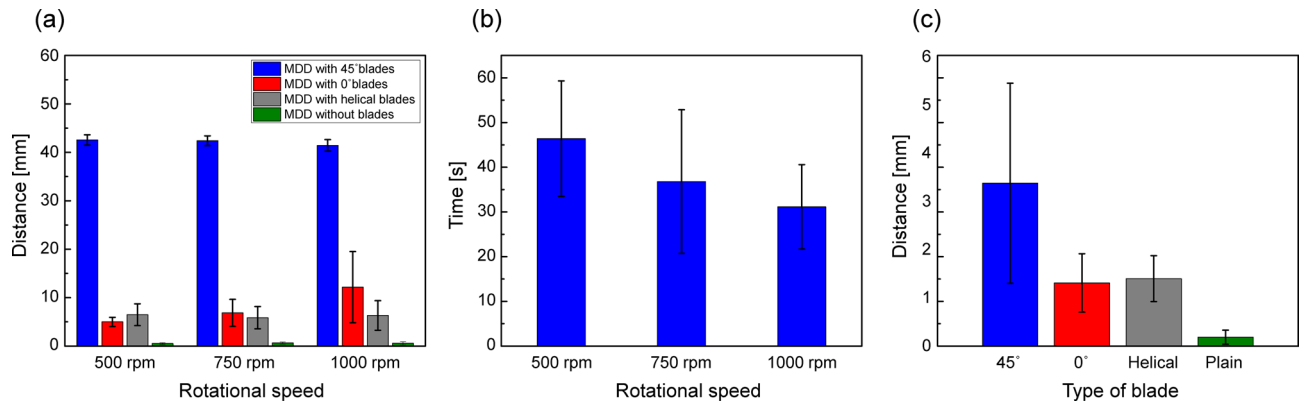 (a)
60
50
40
30
20
10
0
Distance [mm]
MDD with 45°blades
MDD with 0°blades
MDD with helical blades
MDD without blades
500 rpm
750 rpm
1000 rpm
Rotational speed
(b)
60
50
40
30
20
10
0
Time [s]
500 rpm
750 rpm
1000 rpm
Rotational speed
(c)
6
5
4
3
2
1
0
Distance [mm]
45°
0°
Helical
Plain
Type of blade